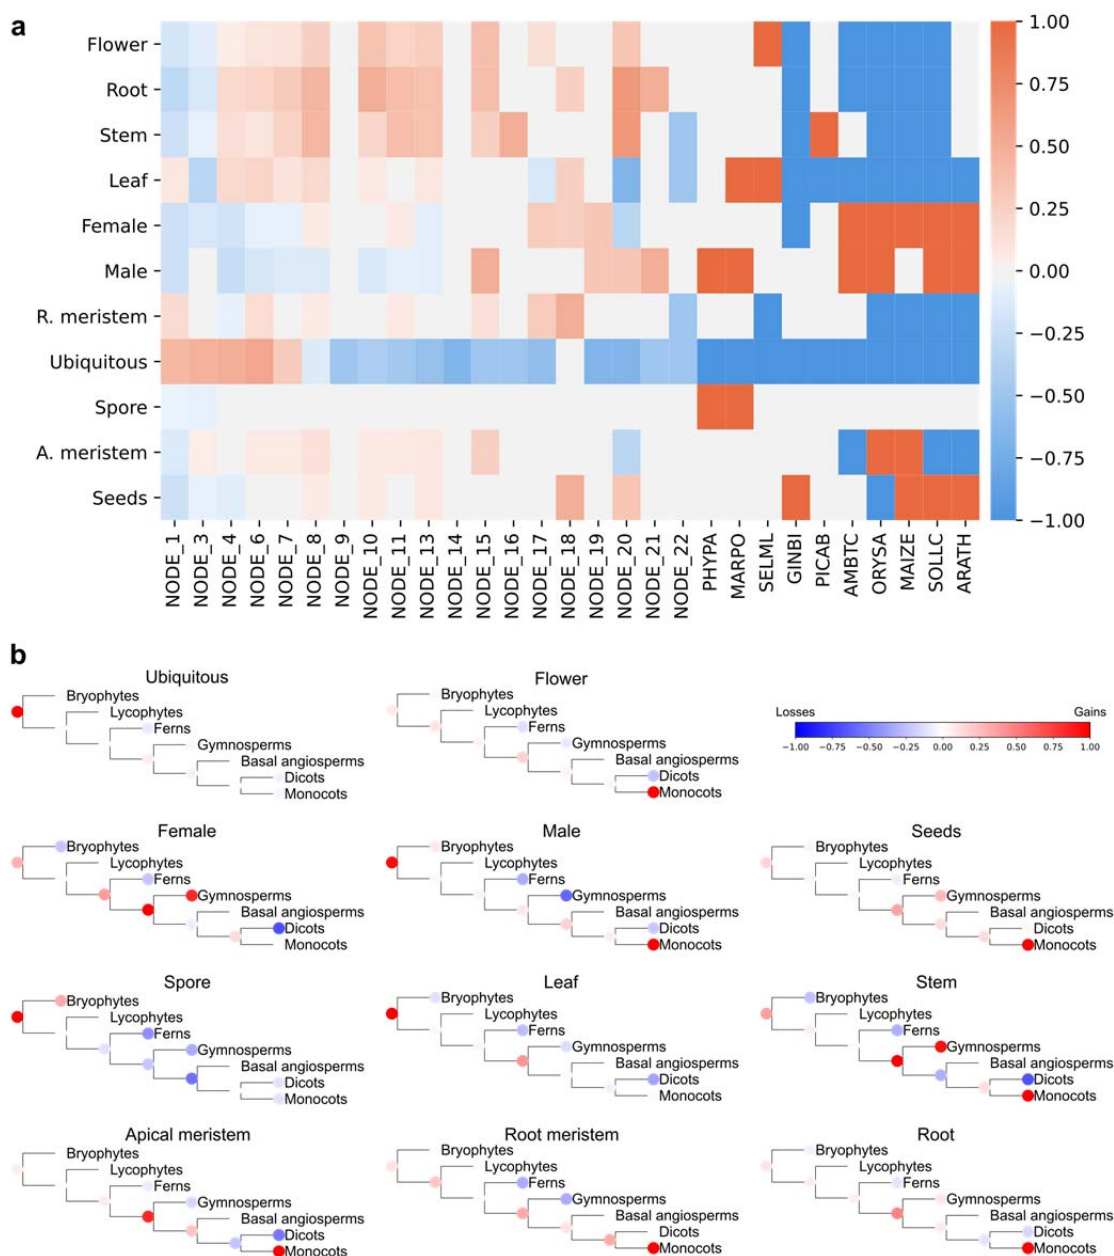 a
Flower
Root
Stem
Leaf
Female
Male
R. meristem
Ubiquitous
Spore
A. meristem
Seeds
1.00
0.75
0.50
0.25
0.00
−0.25
−0.50
−0.75
−1.00
NODE_1
NODE_3
NODE_4
NODE_6
NODE_7
NODE_8
NODE_9
NODE_10
NODE_11
NODE_13
NODE_14
NODE_15
NODE_16
NODE_17
NODE_18
NODE_19
NODE_20
NODE_21
NODE_22
PHYPA
MARPO
SELML
GINBI
PICAB
AMBTC
ORYSA
MAIZE
SOLLC
ARATH
b
Ubiquitous
Bryophytes
Lycophytes
Ferns
Gymnosperms
Basal angiosperms
Dicots
Monocots
Flower
Bryophytes
Lycophytes
Ferns
Gymnosperms
Basal angiosperms
Dicots
Monocots
Losses Gains
−1.00 −0.75 −0.50 −0.25 0.00 0.25 0.50 0.75 1.00
Female
Bryophytes
Lycophytes
Ferns
Gymnosperms
Basal angiosperms
Dicots
Monocots
Male
Bryophytes
Lycophytes
Ferns
Gymnosperms
Basal angiosperms
Dicots
Monocots
Seeds
Bryophytes
Lycophytes
Ferns
Gymnosperms
Basal angiosperms
Dicots
Monocots
Spore
Bryophytes
Lycophytes
Ferns
Gymnosperms
Basal angiosperms
Dicots
Monocots
Leaf
Bryophytes
Lycophytes
Ferns
Gymnosperms
Basal angiosperms
Dicots
Monocots
Stem
Bryophytes
Lycophytes
Ferns
Gymnosperms
Basal angiosperms
Dicots
Monocots
Apical meristem
Bryophytes
Lycophytes
Ferns
Gymnosperms
Basal angiosperms
Dicots
Monocots
Root meristem
Bryophytes
Lycophytes
Ferns
Gymnosperms
Basal angiosperms
Dicots
Monocots
Root
Bryophytes
Lycophytes
Ferns
Gymnosperms
Basal angiosperms
Dicots
Monocots